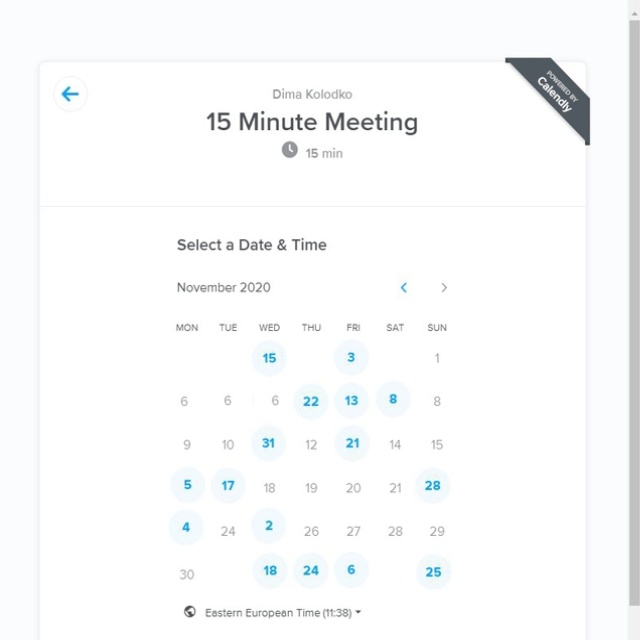 Dima Kolodko
POWERED BY
Calendly
15 Minute Meeting
15 min
Select a Date & Time
November 2020
MON TUE WED THU FRI SAT SUN
15 3 1
6 6 6 22 13 8 8
9 10 31 12 21 14 15
5 17 18 19 20 21 28
4 24 2 26 27 28 29
30 18 24 6 25
Eastern European Time (11:38)